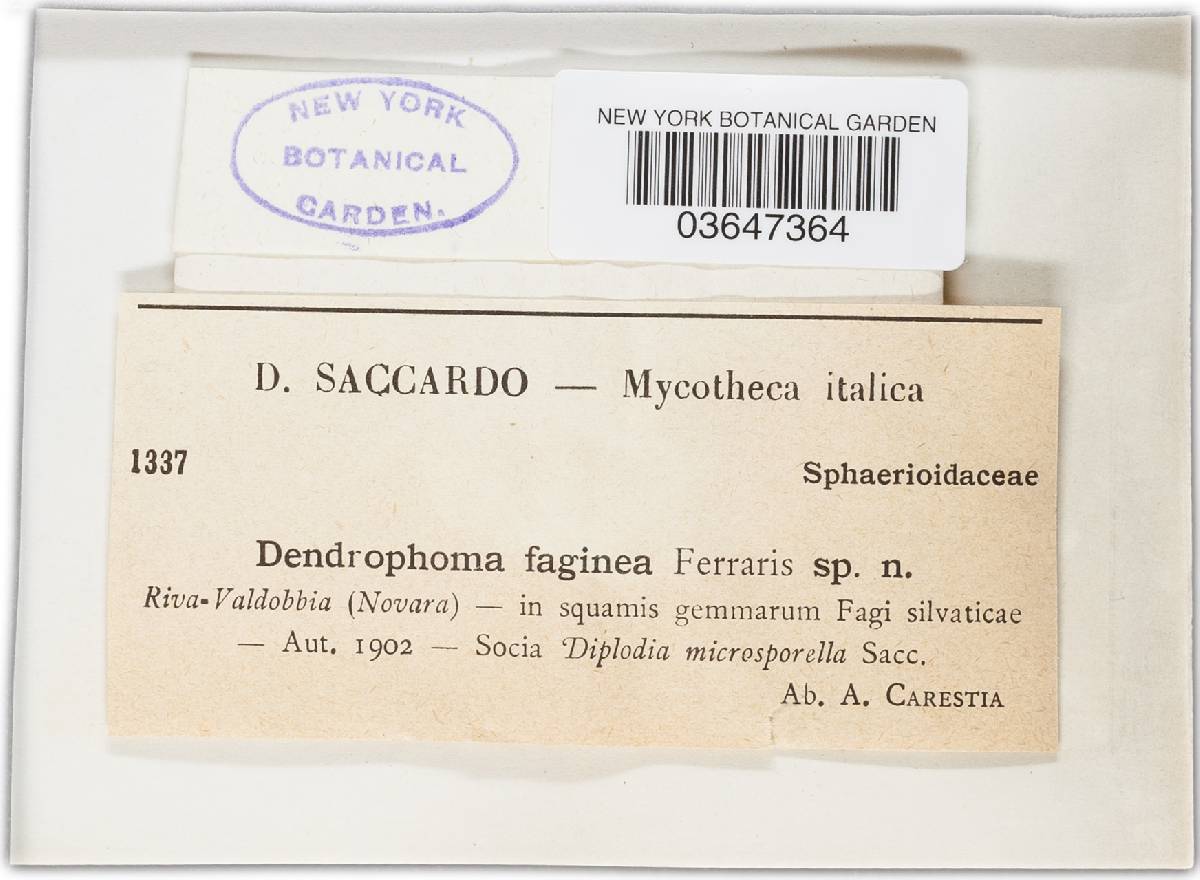 NEW YORK
BOTANICAL
GARDEN.
NEW YORK BOTANICAL GARDEN
03647364
D. SACCARDO — Mycotheca italica
1337
Sphaerioidaceae
Dendrophoma faginea Ferraris sp. n.
Riva-Valdobbia (Novara) — in squamis gemmarum Fagi silvaticae
— Aut. 1902 — Socia Diplodia microsporella Sacc.
Ab. A. CARESTIA